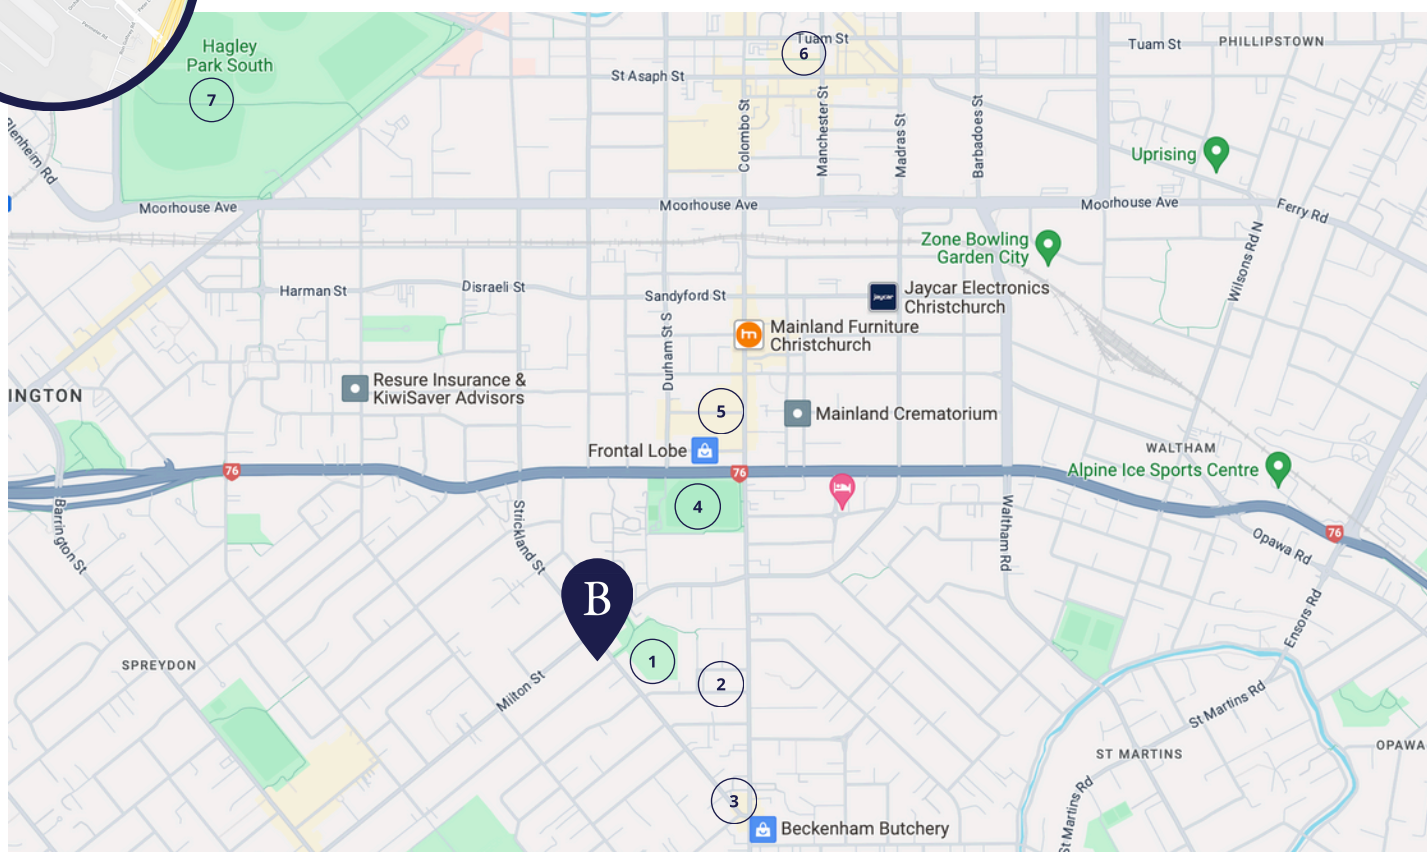 Hagley
Park South
7
Tuam St
6
Tuam St
PHILLIPSTOWN
St Asaph St
Colombo St
Manchester St
Madras St
Barbadoes St
Blenheim Rd
Uprising
Moorhouse Ave
Moorhouse Ave
Moorhouse Ave
Ferry Rd
Wilsons Rd N
Zone Bowling
Garden City
Harman St
Disraeli St
Sandyford St
jaycar
Jaycar Electronics
Christchurch
Durham St S
m
Mainland Furniture
Christchurch
Resure Insurance &
KiwiSaver Advisors
INGTON
5
Mainland Crematorium
Frontal Lobe
WALTHAM
Alpine Ice Sports Centre
76
76
76
4
Barrington St
Strickland St
Waltham Rd
Opawa Rd
Ensors Rd
B
SPREYDON
1
2
Milton St
St Martins Rd
ST MARTINS
OPAWA
3
Beckenham Butchery
St Martins Rd